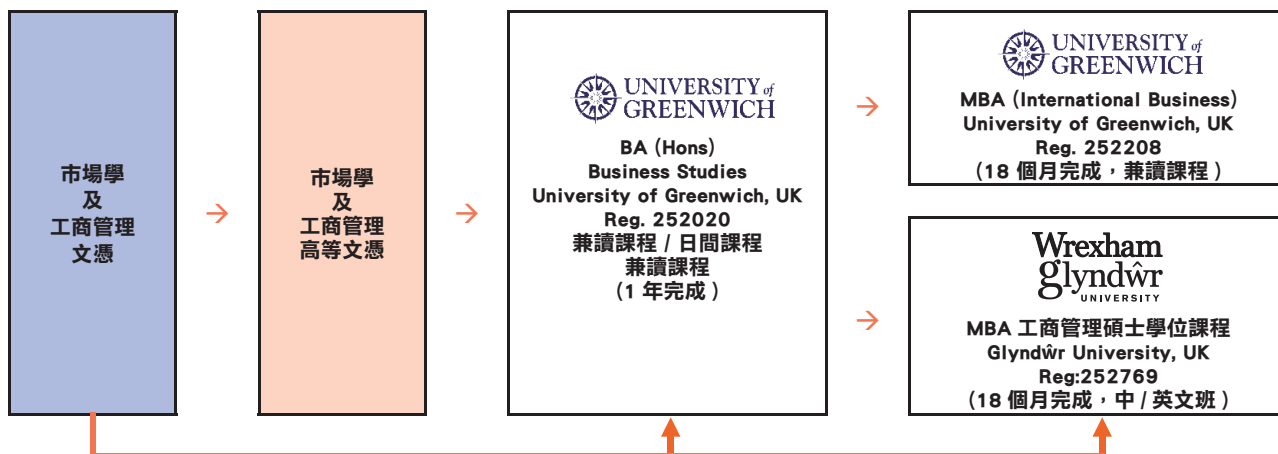 市場學
及
工商管理
文憑
→
市場學
及
工商管理
高等文憑
→
UNIVERSITY of
GREENWICH
BA (Hons)
Business Studies
University of Greenwich, UK
Reg. 252020
兼讀課程 / 日間課程
兼讀課程
(1 年完成 )
→
UNIVERSITY of
GREENWICH
MBA (International Business)
University of Greenwich, UK
Reg. 252208
(18 個月完成，兼讀課程 )
→
Wrexham
glyndŵr
UNIVERSITY
MBA 工商管理碩士學位課程
Glyndŵr University, UK
Reg:252769
(18 個月完成，中 / 英文班 )